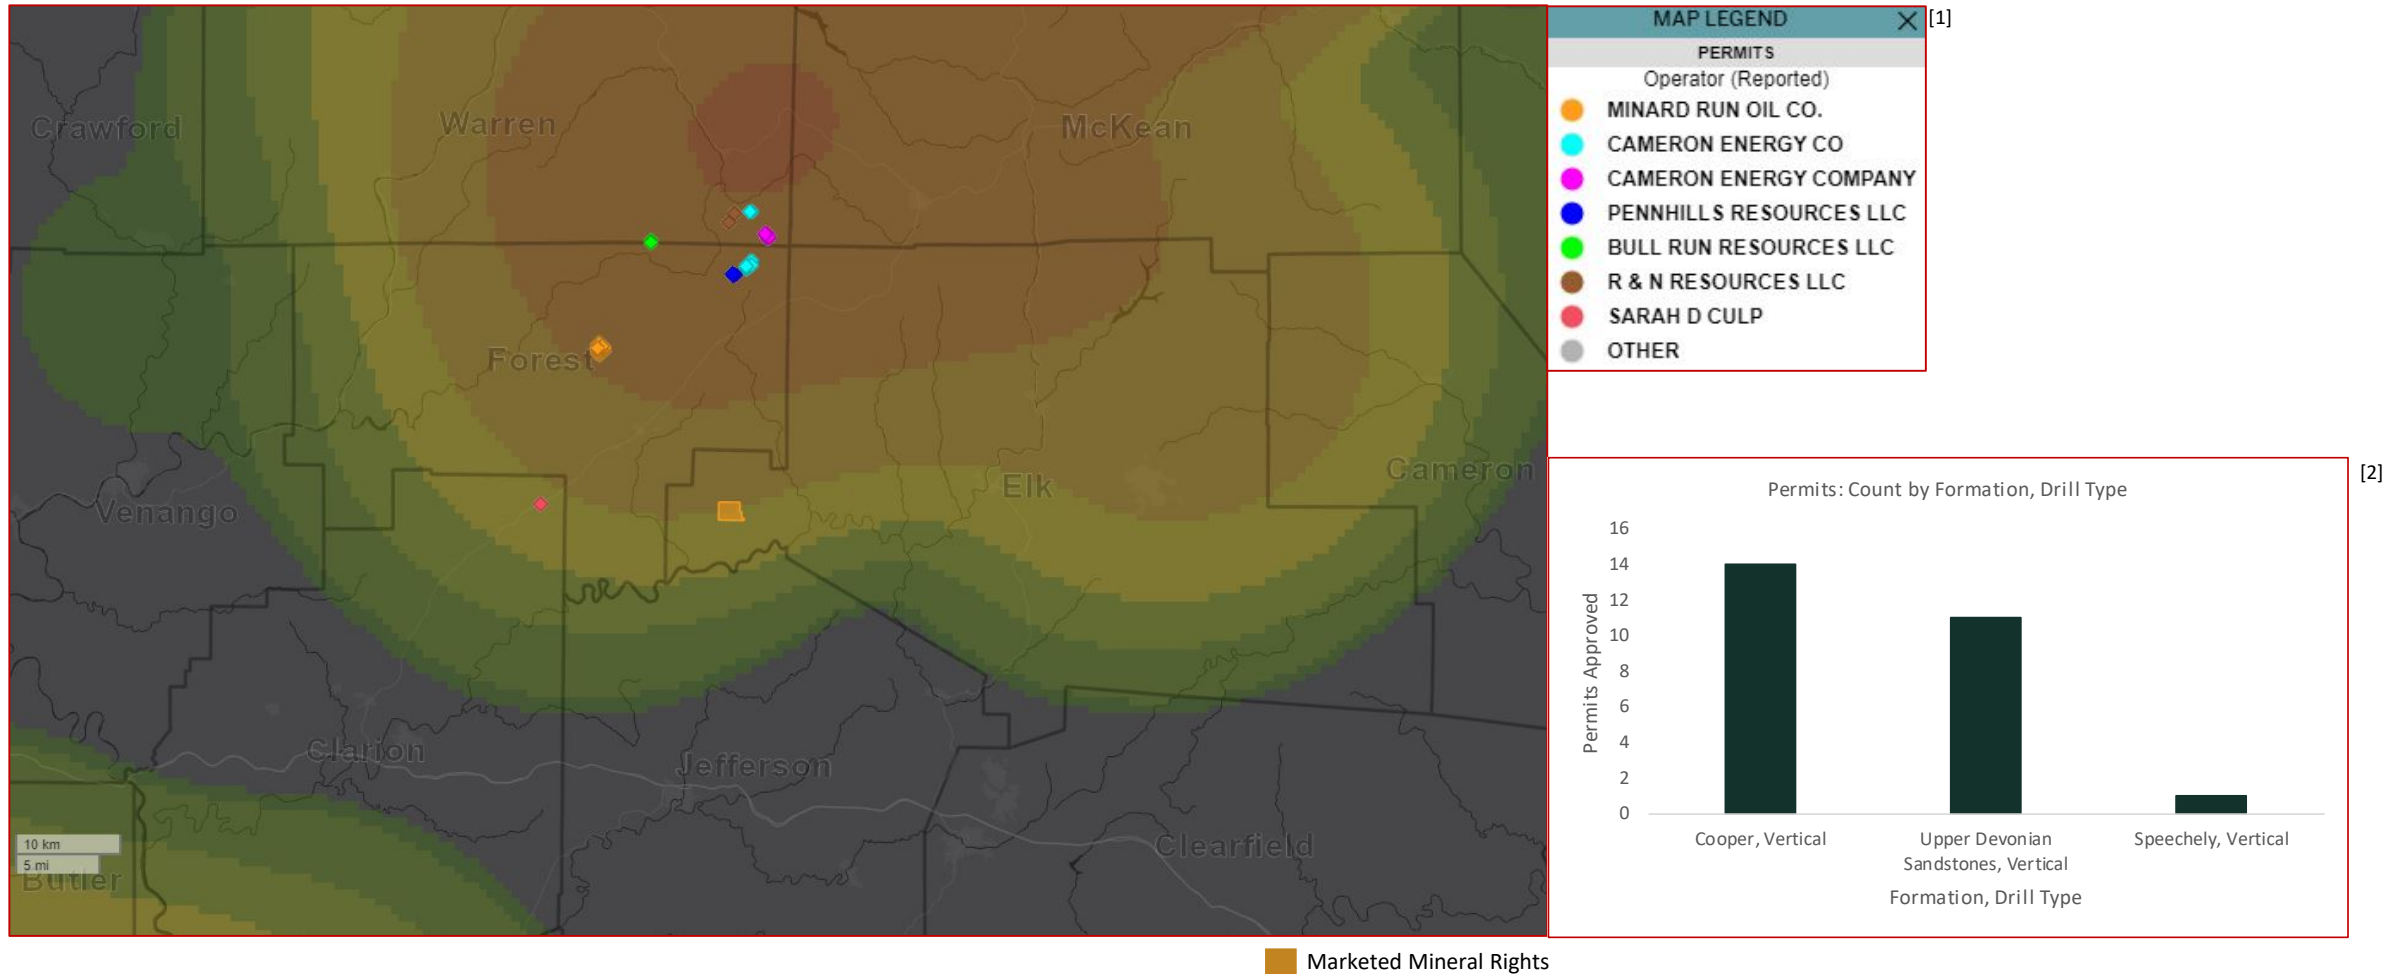 MAP LEGEND
[1]
PERMITS
Operator (Reported)
MINARD RUN OIL CO.
CAMERON ENERGY CO
CAMERON ENERGY COMPANY
PENNHILLS RESOURCES LLC
BULL RUN RESOURCES LLC
R & N RESOURCES LLC
SARAH D CULP
OTHER
Crawford
Warren
McKean
Forest
Venango
Elk
Cameron
Clarion
Jefferson
Clearfield
Butler
10 km
5 mi
[2]
Permits: Count by Formation, Drill Type
Permits Approved
16
14
12
10
8
6
4
2
0
Cooper, Vertical
Upper Devonian
Sandstones, Vertical
Speechely, Vertical
Formation, Drill Type
Marketed Mineral Rights